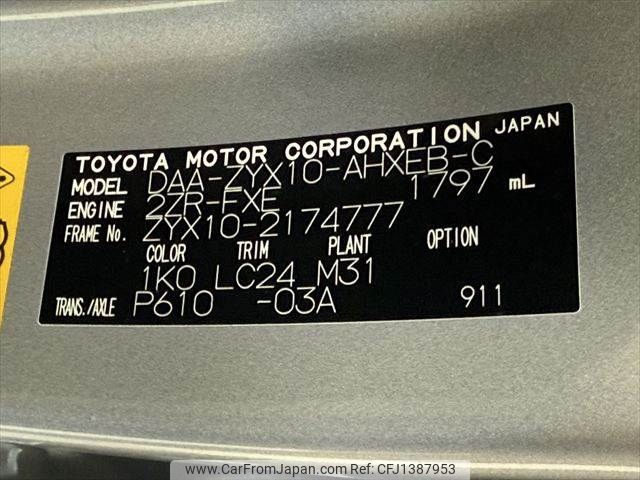 TOYOTA MOTOR CORPORATION JAPAN
MODEL DAA-ZYX10-AHXEB-C
ENGINE 2ZR-FXE 1797 mL
FRAME No. ZYX10-2174777
COLOR TRIM PLANT OPTION
1K0 LC24 M31
TRANS./AXLE P610 -03A 911
www.CarFromJapan.com ID:CFJ1387953